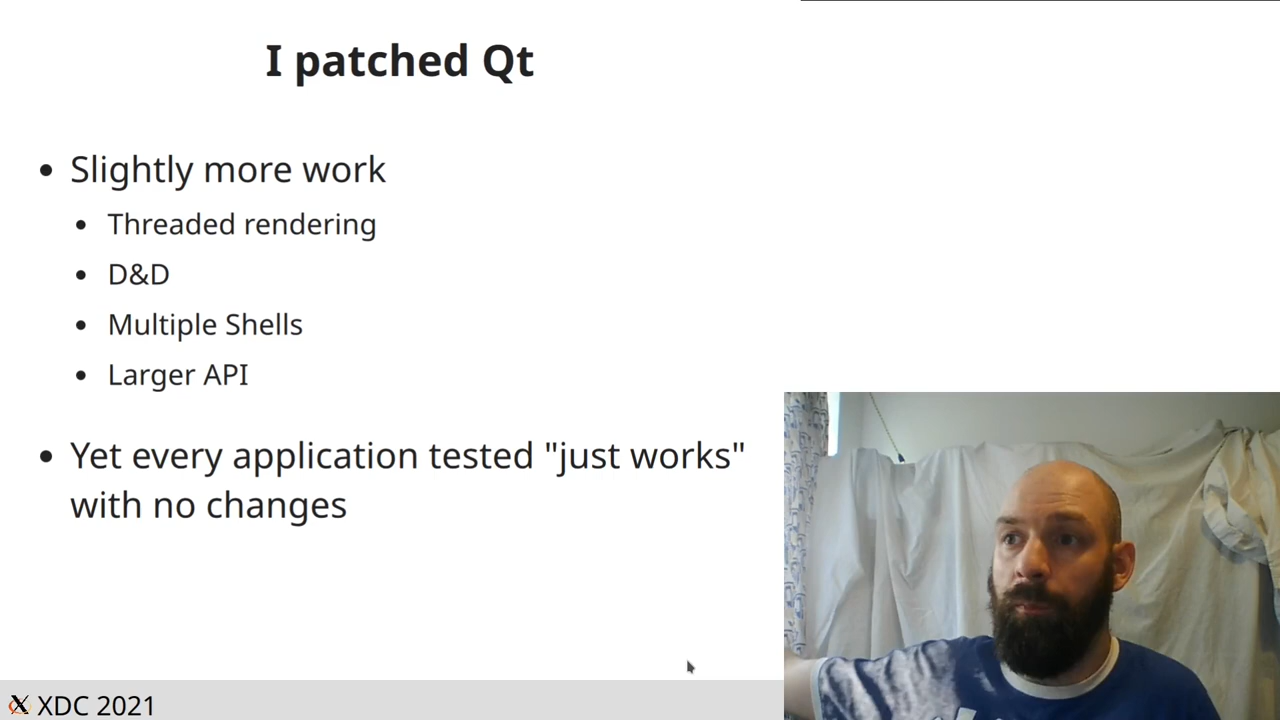 I patched Qt
Slightly more work
Threaded rendering
D&D
Multiple Shells
Larger API
Yet every application tested "just works"
with no changes
XDC 2021